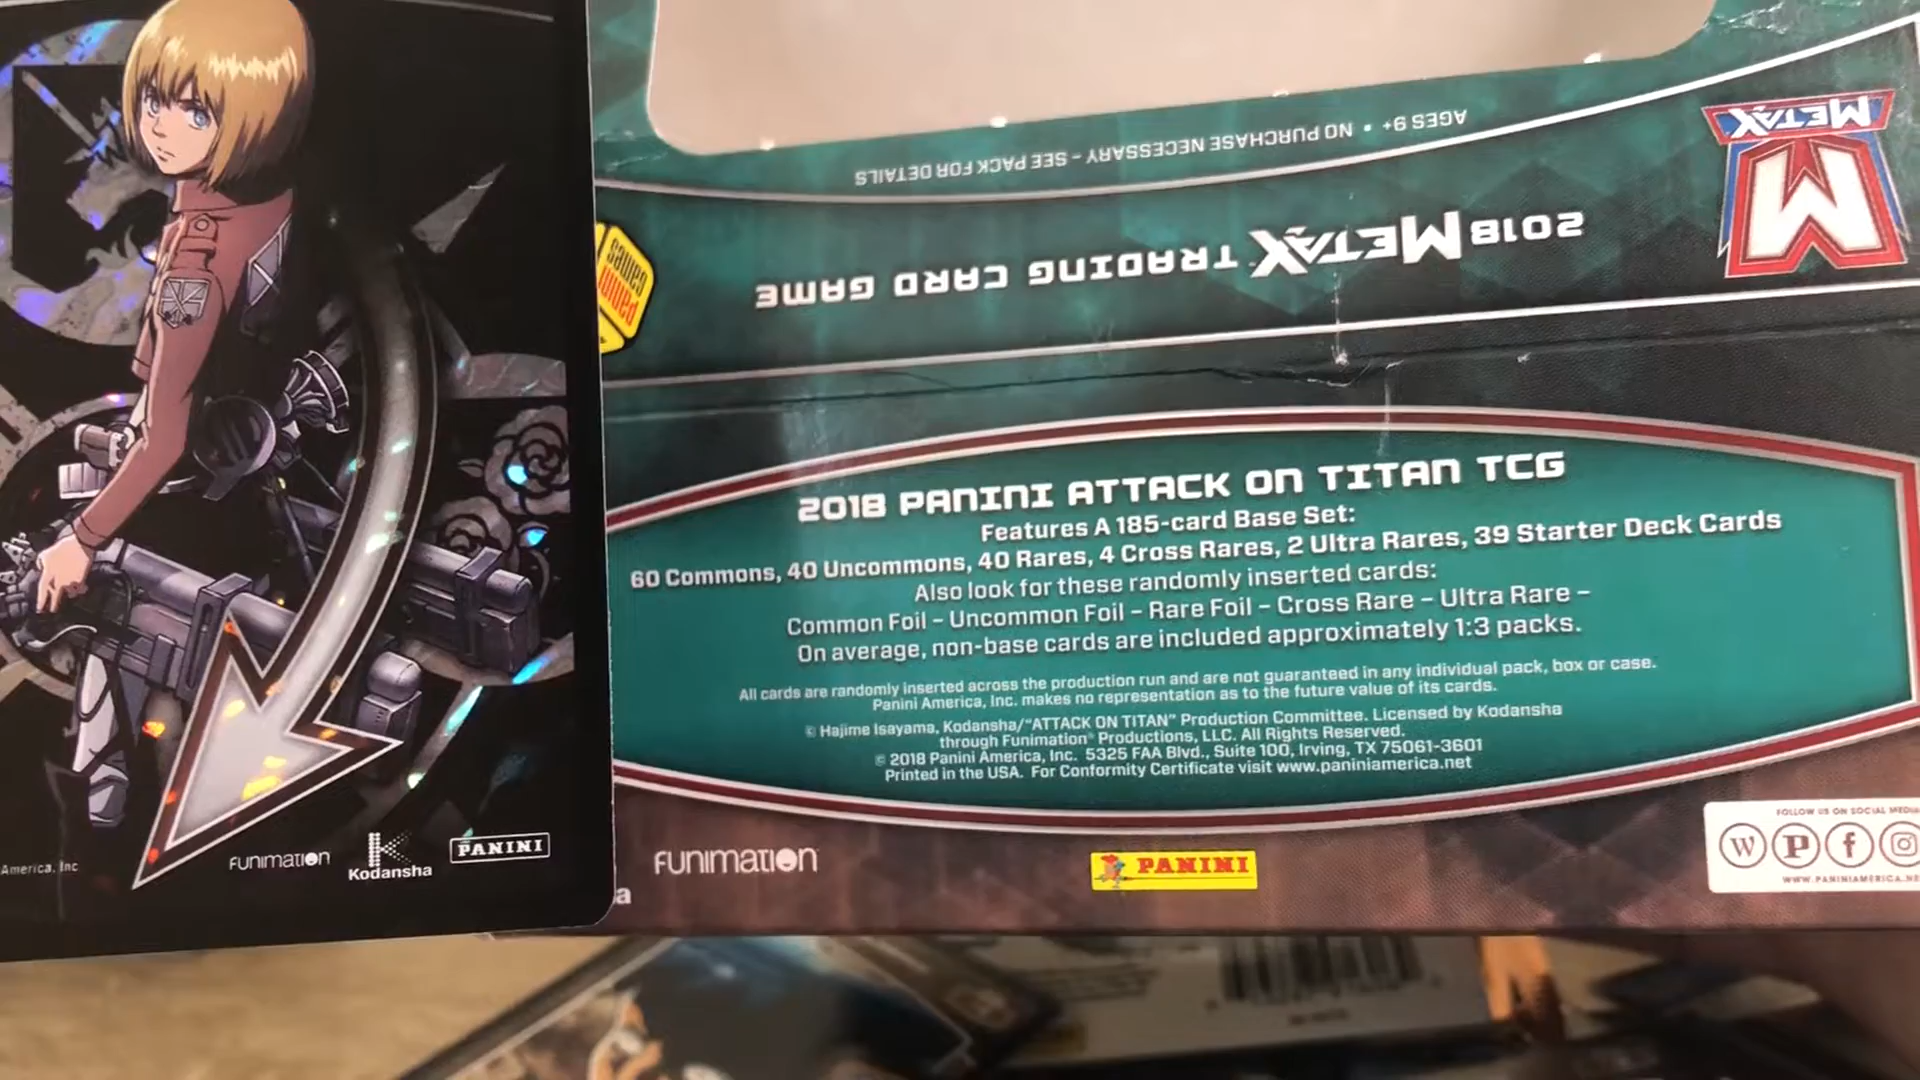 AGES 9+ • NO PURCHASE NECESSARY - SEE PACK FOR DETAILS
2018 METAX TRADING CARD GAME
METAX
M
2018 PANINI ATTACK ON TITAN TCG
Features A 185-card Base Set:
60 Commons, 40 Uncommons, 40 Rares, 4 Cross Rares, 2 Ultra Rares, 39 Starter Deck Cards
Also look for these randomly inserted cards:
Common Foil – Uncommon Foil – Rare Foil – Cross Rare – Ultra Rare –
On average, non-base cards are included approximately 1:3 packs.
All cards are randomly inserted across the production run and are not guaranteed in any individual pack, box or case.
Panini America, Inc. makes no representation as to the future value of its cards.
© Hajime Isayama, Kodansha/"ATTACK ON TITAN" Production Committee. Licensed by Kodansha
through Funimation® Productions, LLC. All Rights Reserved.
© 2018 Panini America, Inc. 5325 FAA Blvd., Suite 100, Irving, TX 75061-3601
Printed in the USA. For Conformity Certificate visit www.paniniamerica.net
America, Inc
FUNIMATION
Kodansha
PANINI
a
FUNIMATION
PANINI
FOLLOW US ON SOCIAL MEDIA
WWW.PANINIAMERICA.NE